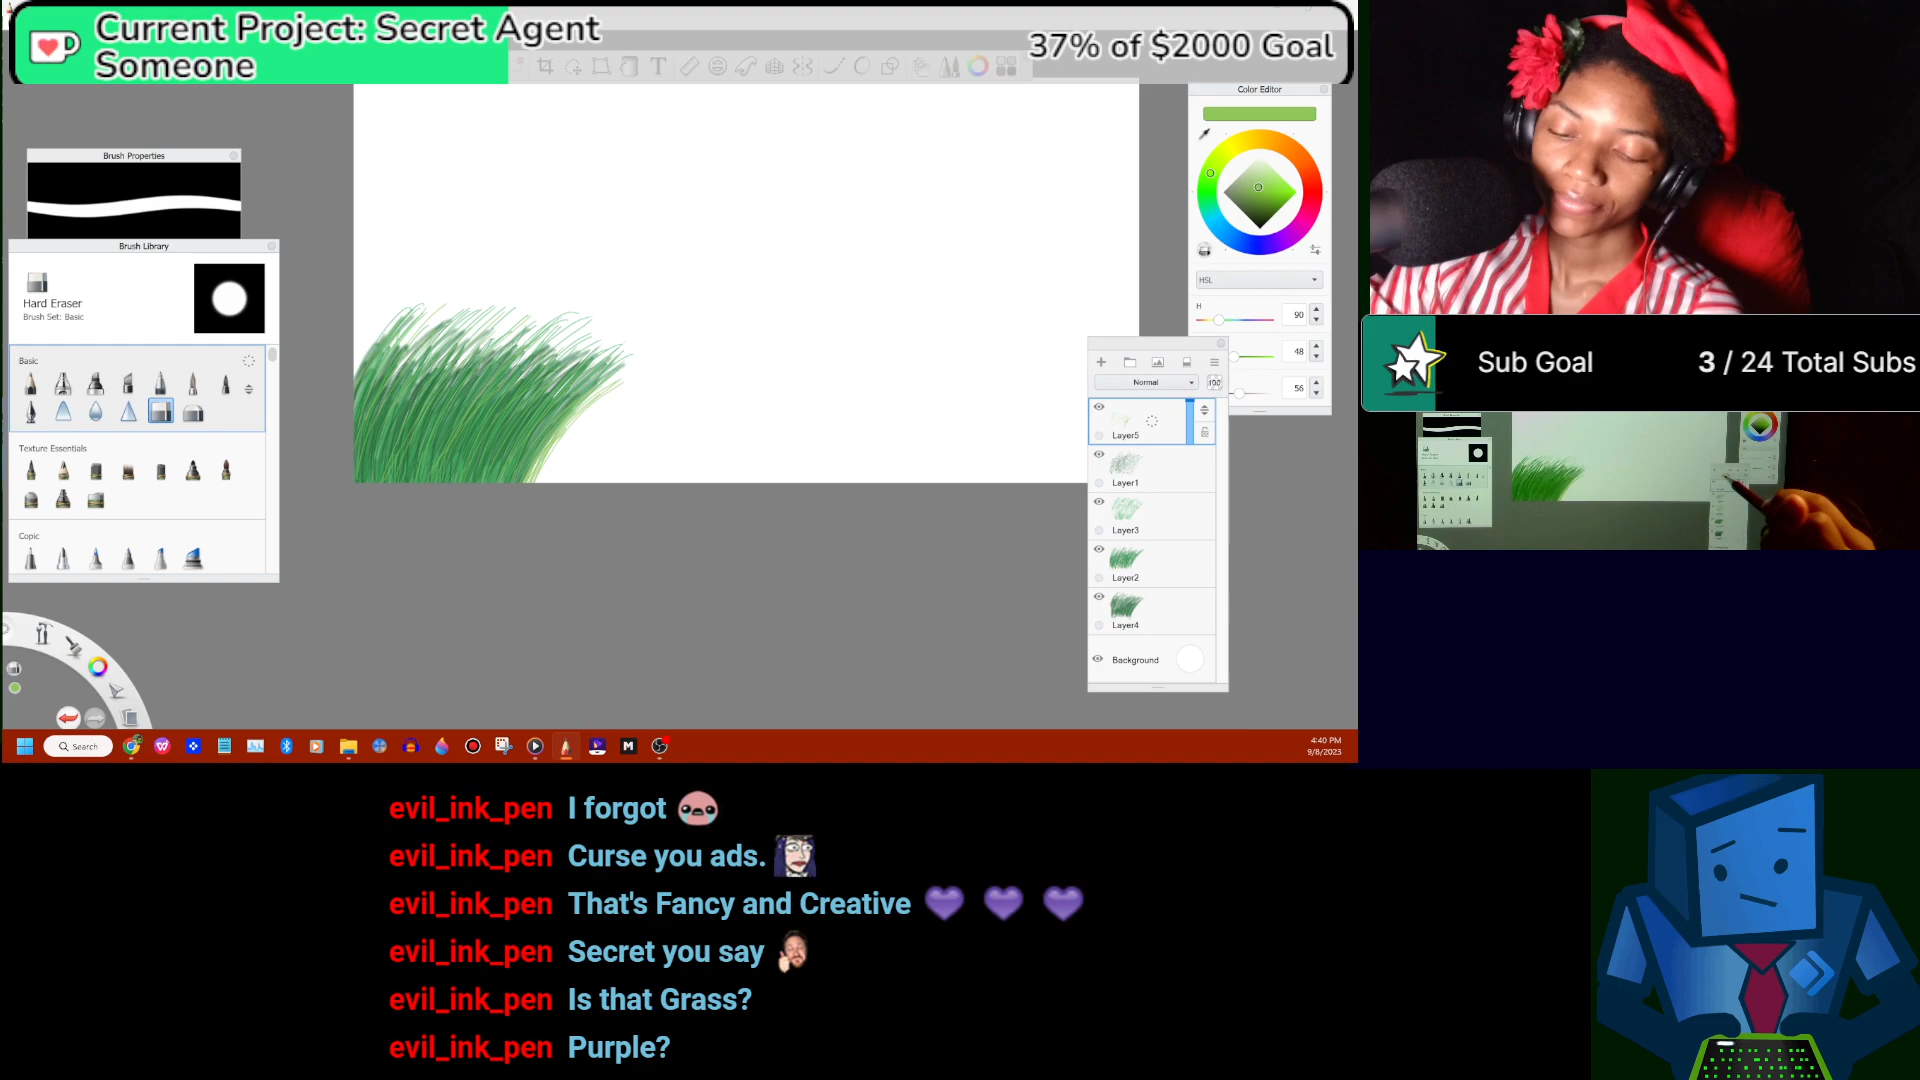 Current Project: Secret Agent
Someone
37% of $2000 Goal
T
Color Editor
Brush Properties
Brush Library
Hard Eraser
Brush Set: Basic
Basic
Texture Essentials
Copic
HSL
H
90
48
56
Normal
100
Layer5
Layer1
Layer3
Layer2
Layer4
Background
Sub Goal
3 / 24 Total Subs
Search
M
4:40 PM
9/8/2023
evil_ink_pen I forgot
evil_ink_pen Curse you ads.
evil_ink_pen That's Fancy and Creative
evil_ink_pen Secret you say
evil_ink_pen Is that Grass?
evil_ink_pen Purple?